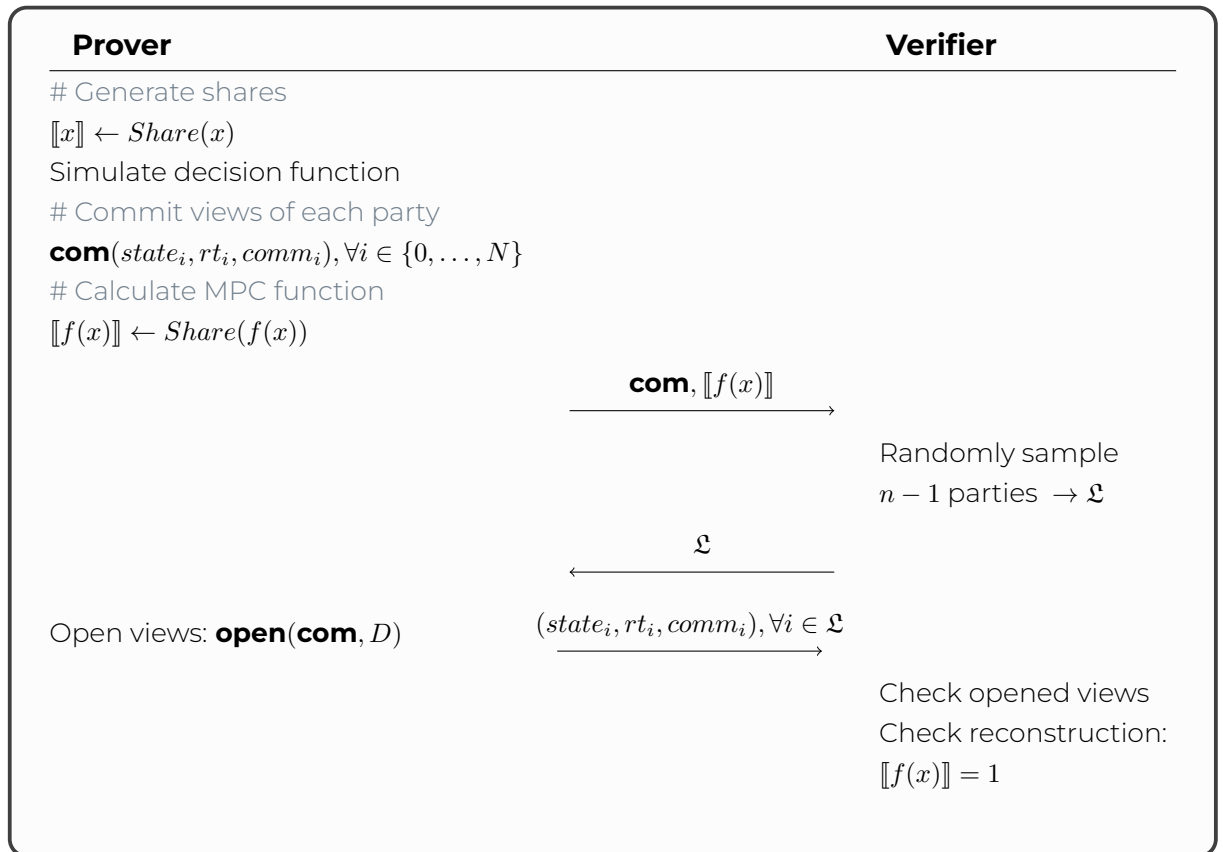 Prover Verifier
# Generate shares
⟦x⟧ ← Share(x)
Simulate decision function
# Commit views of each party
com(state_i, rt_i, comm_i), ∀i ∈ {0, . . . , N}
# Calculate MPC function
⟦f(x)⟧ ← Share(f(x))
com, ⟦f(x)⟧
Randomly sample
n − 1 parties → 𝔏
𝔏
Open views: open(com, D) (state_i, rt_i, comm_i), ∀i ∈ 𝔏
Check opened views
Check reconstruction:
⟦f(x)⟧ = 1